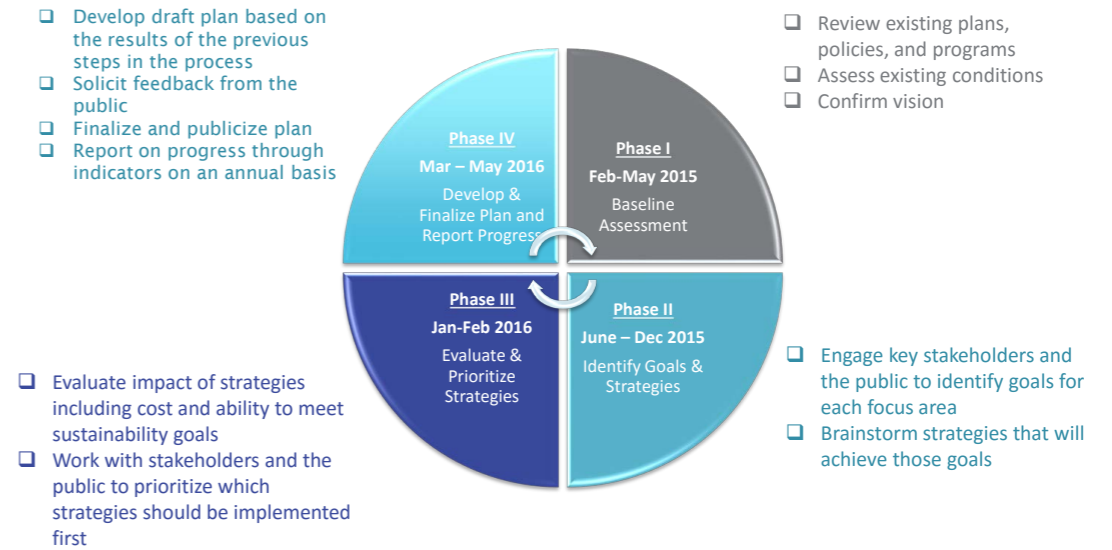 ❑ Develop draft plan based on
the results of the previous
steps in the process
❑ Solicit feedback from the
public
❑ Finalize and publicize plan
❑ Report on progress through
indicators on an annual basis
❑ Review existing plans,
policies, and programs
❑ Assess existing conditions
❑ Confirm vision
Phase IV
Mar – May 2016
Develop &
Finalize Plan and
Report Progress
Phase I
Feb-May 2015
Baseline
Assessment
Phase III
Jan-Feb 2016
Evaluate &
Prioritize
Strategies
Phase II
June – Dec 2015
Identify Goals &
Strategies
❑ Evaluate impact of strategies
including cost and ability to meet
sustainability goals
❑ Work with stakeholders and the
public to prioritize which
strategies should be implemented
first
❑ Engage key stakeholders and
the public to identify goals for
each focus area
❑ Brainstorm strategies that will
achieve those goals